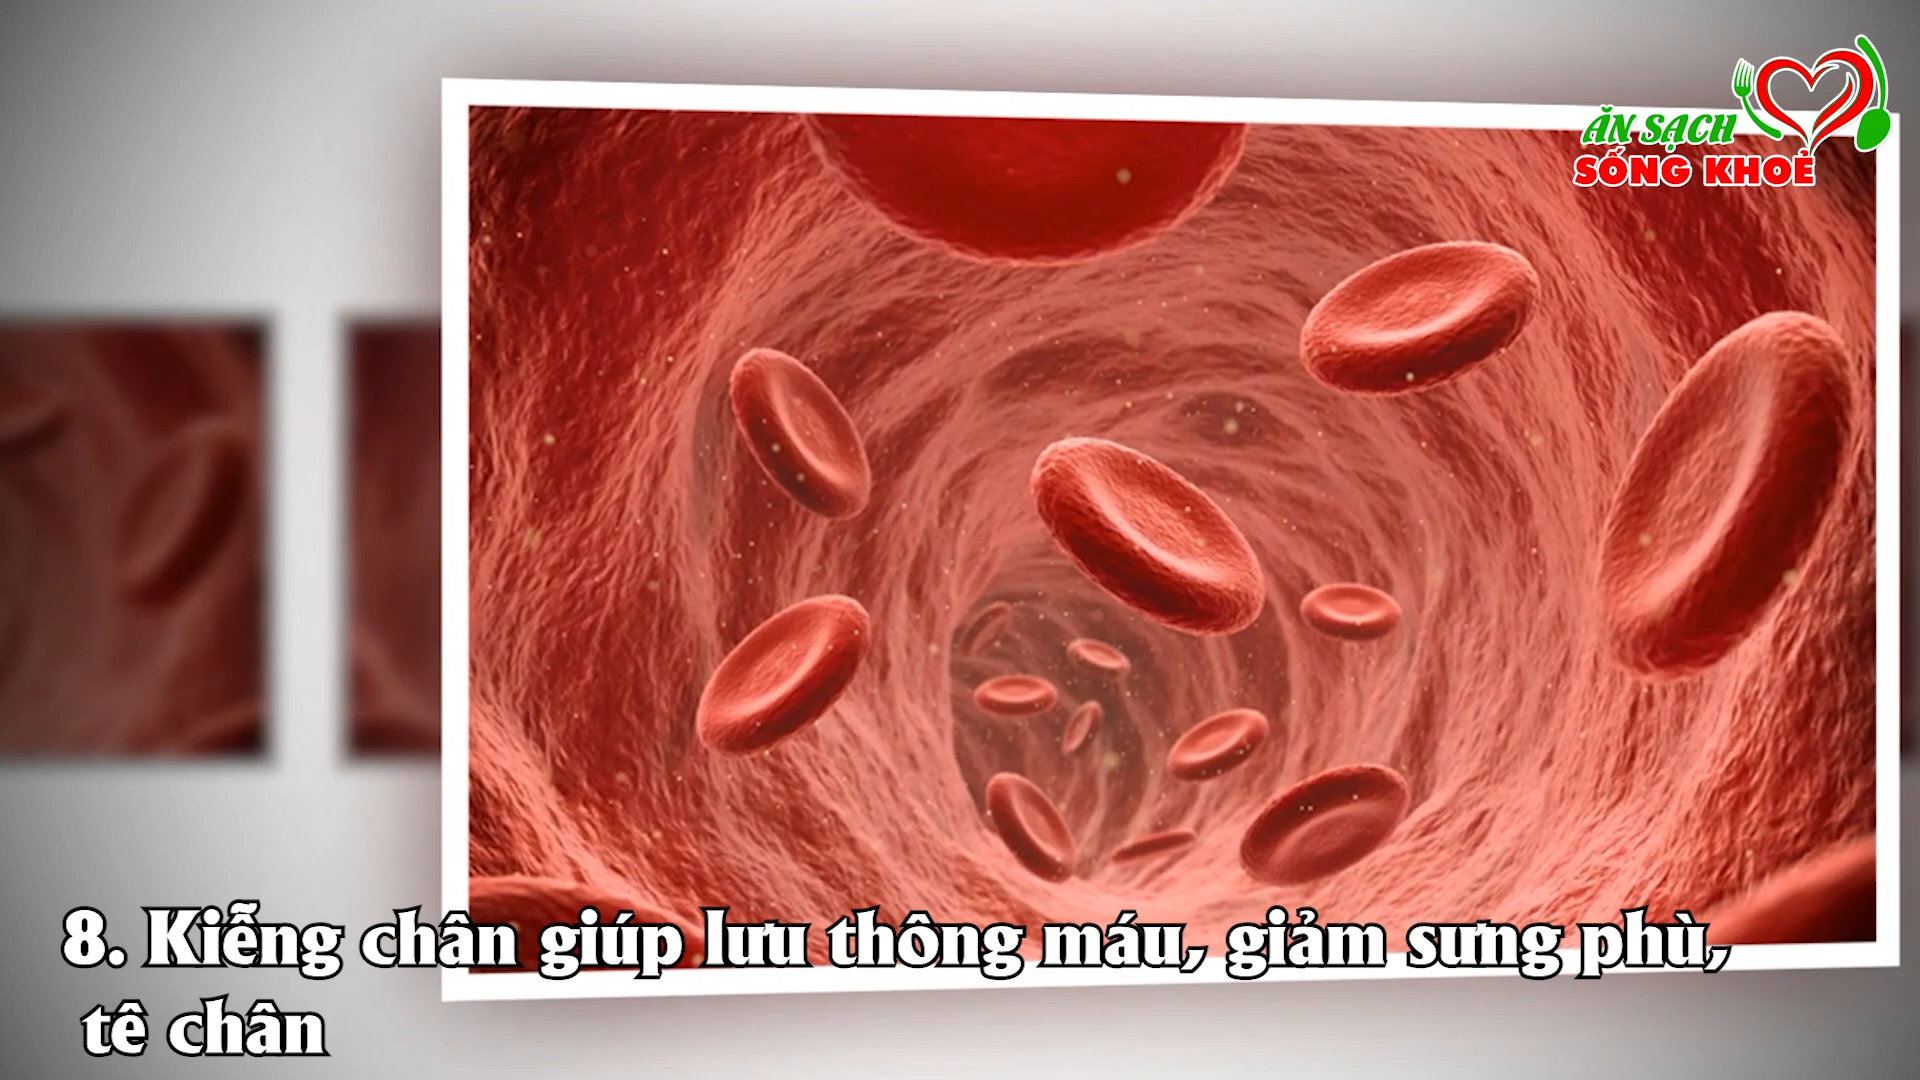 ĂN SẠCH
SỐNG KHOẺ
8. Kiễng chân giúp lưu thông máu, giảm sưng phù,
tê chân